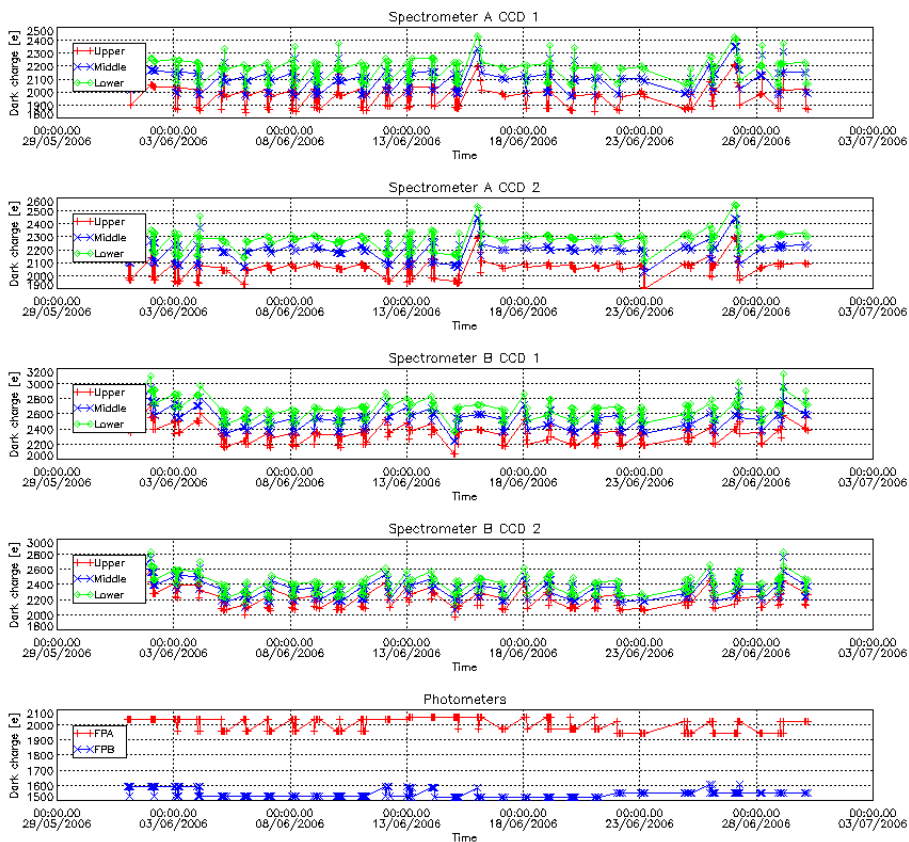 Spectrometer A CCD 1
Dark charge [e]
2500
2400
2300
2200
2100
2000
1900
1800
Upper
Middle
Lower
00:00.00 00:00.00 00:00.00 00:00.00 00:00.00 00:00.00 00:00.00 00:00.00
29/05/2006 03/06/2006 08/06/2006 13/06/2006 18/06/2006 23/06/2006 28/06/2006 03/07/2006
Time
Spectrometer A CCD 2
Dark charge [e]
2600
2500
2400
2300
2200
2100
2000
1900
Upper
Middle
Lower
00:00.00 00:00.00 00:00.00 00:00.00 00:00.00 00:00.00 00:00.00 00:00.00
29/05/2006 03/06/2006 08/06/2006 13/06/2006 18/06/2006 23/06/2006 28/06/2006 03/07/2006
Time
Spectrometer B CCD 1
Dark charge [e]
3200
3000
2800
2600
2400
2200
2000
Upper
Middle
Lower
00:00.00 00:00.00 00:00.00 00:00.00 00:00.00 00:00.00 00:00.00 00:00.00
29/05/2006 03/06/2006 08/06/2006 13/06/2006 18/06/2006 23/06/2006 28/06/2006 03/07/2006
Time
Spectrometer B CCD 2
Dark charge [e]
3000
2800
2600
2400
2200
2000
1800
Upper
Middle
Lower
00:00.00 00:00.00 00:00.00 00:00.00 00:00.00 00:00.00 00:00.00 00:00.00
29/05/2006 03/06/2006 08/06/2006 13/06/2006 18/06/2006 23/06/2006 28/06/2006 03/07/2006
Time
Photometers
Dark charge [e]
2100
2000
1900
1800
1700
1600
1500
FPA
FPB
00:00.00 00:00.00 00:00.00 00:00.00 00:00.00 00:00.00 00:00.00 00:00.00
29/05/2006 03/06/2006 08/06/2006 13/06/2006 18/06/2006 23/06/2006 28/06/2006 03/07/2006
Time